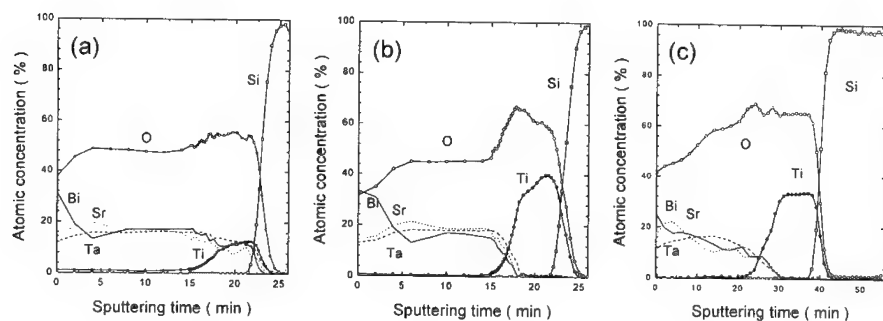 (a)
Atomic concentration ( % )
100
80
60
40
20
0
O
Si
Bi
Sr
Ta
Ti
0 5 10 15 20 25
Sputtering time ( min )
(b)
Atomic concentration ( % )
100
80
60
40
20
0
O
Si
Bi
Sr
Ta
Ti
0 5 10 15 20 25
Sputtering time ( min )
(c)
Atomic concentration ( % )
100
80
60
40
20
0
O
Si
Bi
Sr
Ta
Ti
0 10 20 30 40 50
Sputtering time ( min )